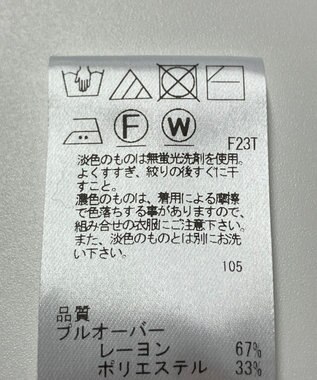 F W F23T
淡色のものは無蛍光洗剤を使用。
よくすすぎ、絞りの後すぐに干
すこと。
濃色のものは、着用による摩擦
で色落ちする事がありますので、
組み合せの衣服にご注意下さい。
また、淡色のものとは別にお洗
い下さい。
105
品質
プルオーバー
レーヨン 67%
ポリエステル 33%